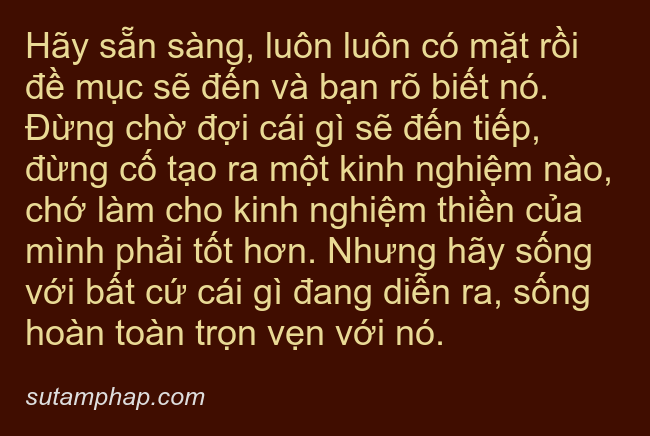 Hãy sẵn sàng, luôn luôn có mặt rồi
đề mục sẽ đến và bạn rõ biết nó.
Đừng chờ đợi cái gì sẽ đến tiếp,
đừng cố tạo ra một kinh nghiệm nào,
chớ làm cho kinh nghiệm thiền của
mình phải tốt hơn. Nhưng hãy sống
với bất cứ cái gì đang diễn ra, sống
hoàn toàn trọn vẹn với nó.
sutamphap.com